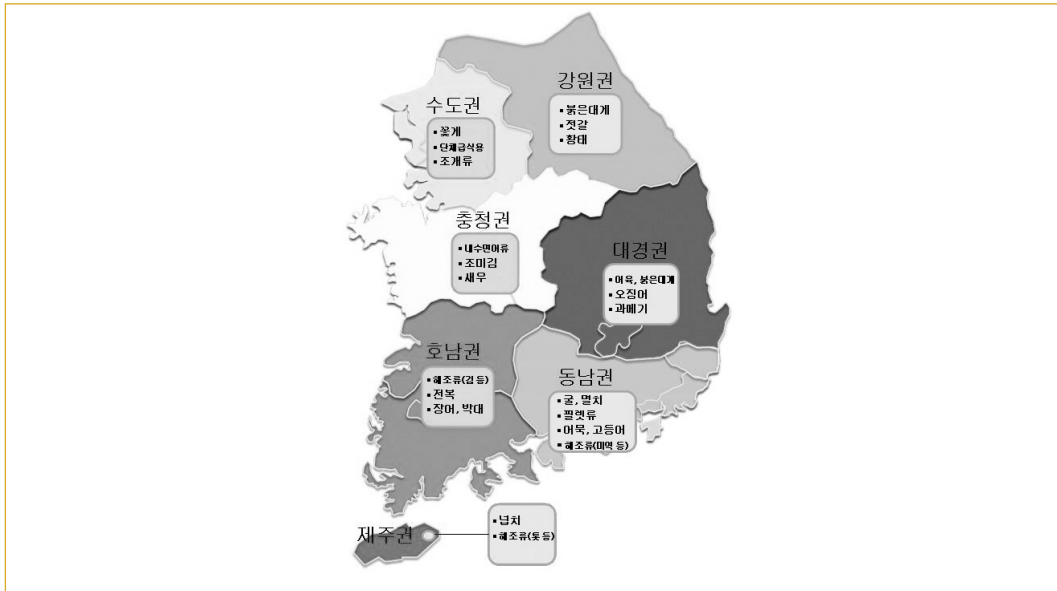 강원권
▪ 붉은대게
▪ 젓갈
▪ 황태
수도권
▪ 꽃게
▪ 단체급식용
▪ 조개류
충청권
▪ 내수면어류
▪ 조미김
▪ 새우
대경권
▪ 어육, 붉은대게
▪ 오징어
▪ 과메기
호남권
▪ 해조류(김 등)
▪ 전복
▪ 장어, 박대
동남권
▪ 굴, 멸치
▪ 필렛류
▪ 어묵, 고등어
▪ 해조류(미역 등)
제주권
▪ 넙치
▪ 해조류(톳 등)